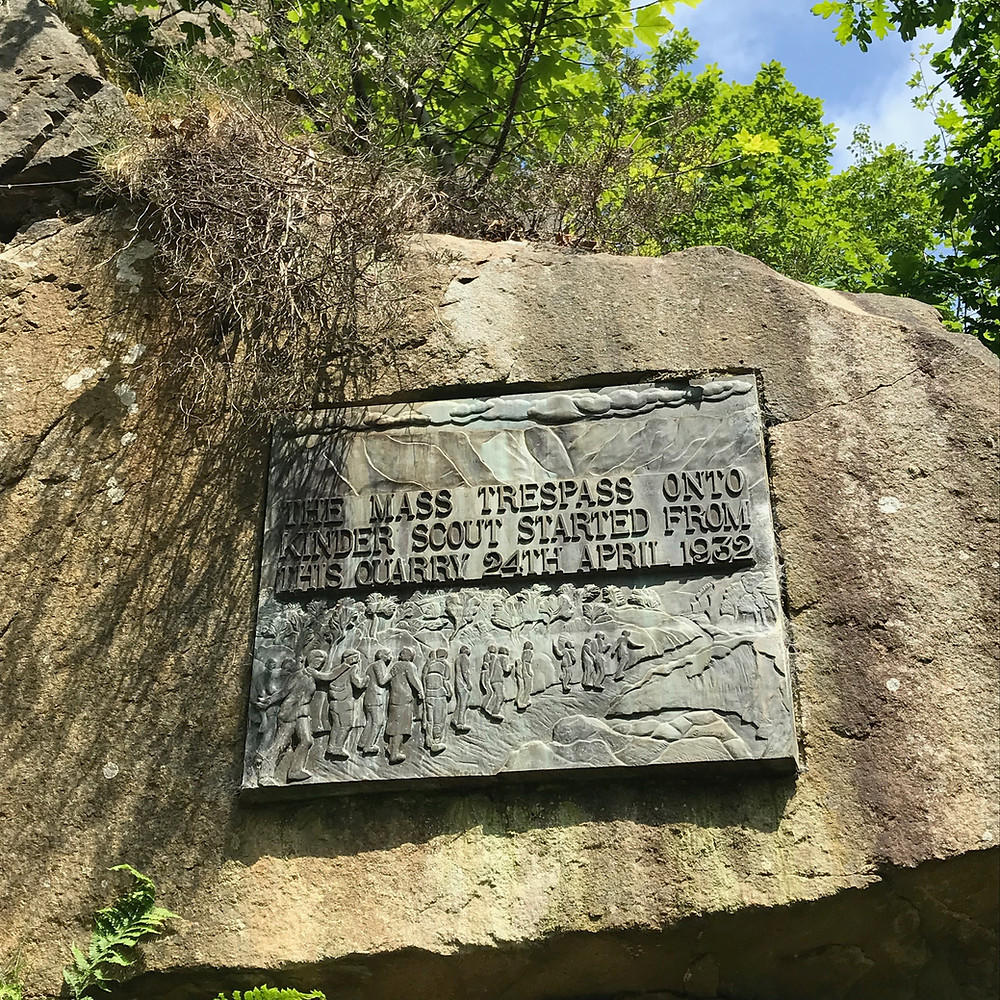 THE MASS TRESPASS ONTO
KINDER SCOUT STARTED FROM
THIS QUARRY 24TH APRIL 1932